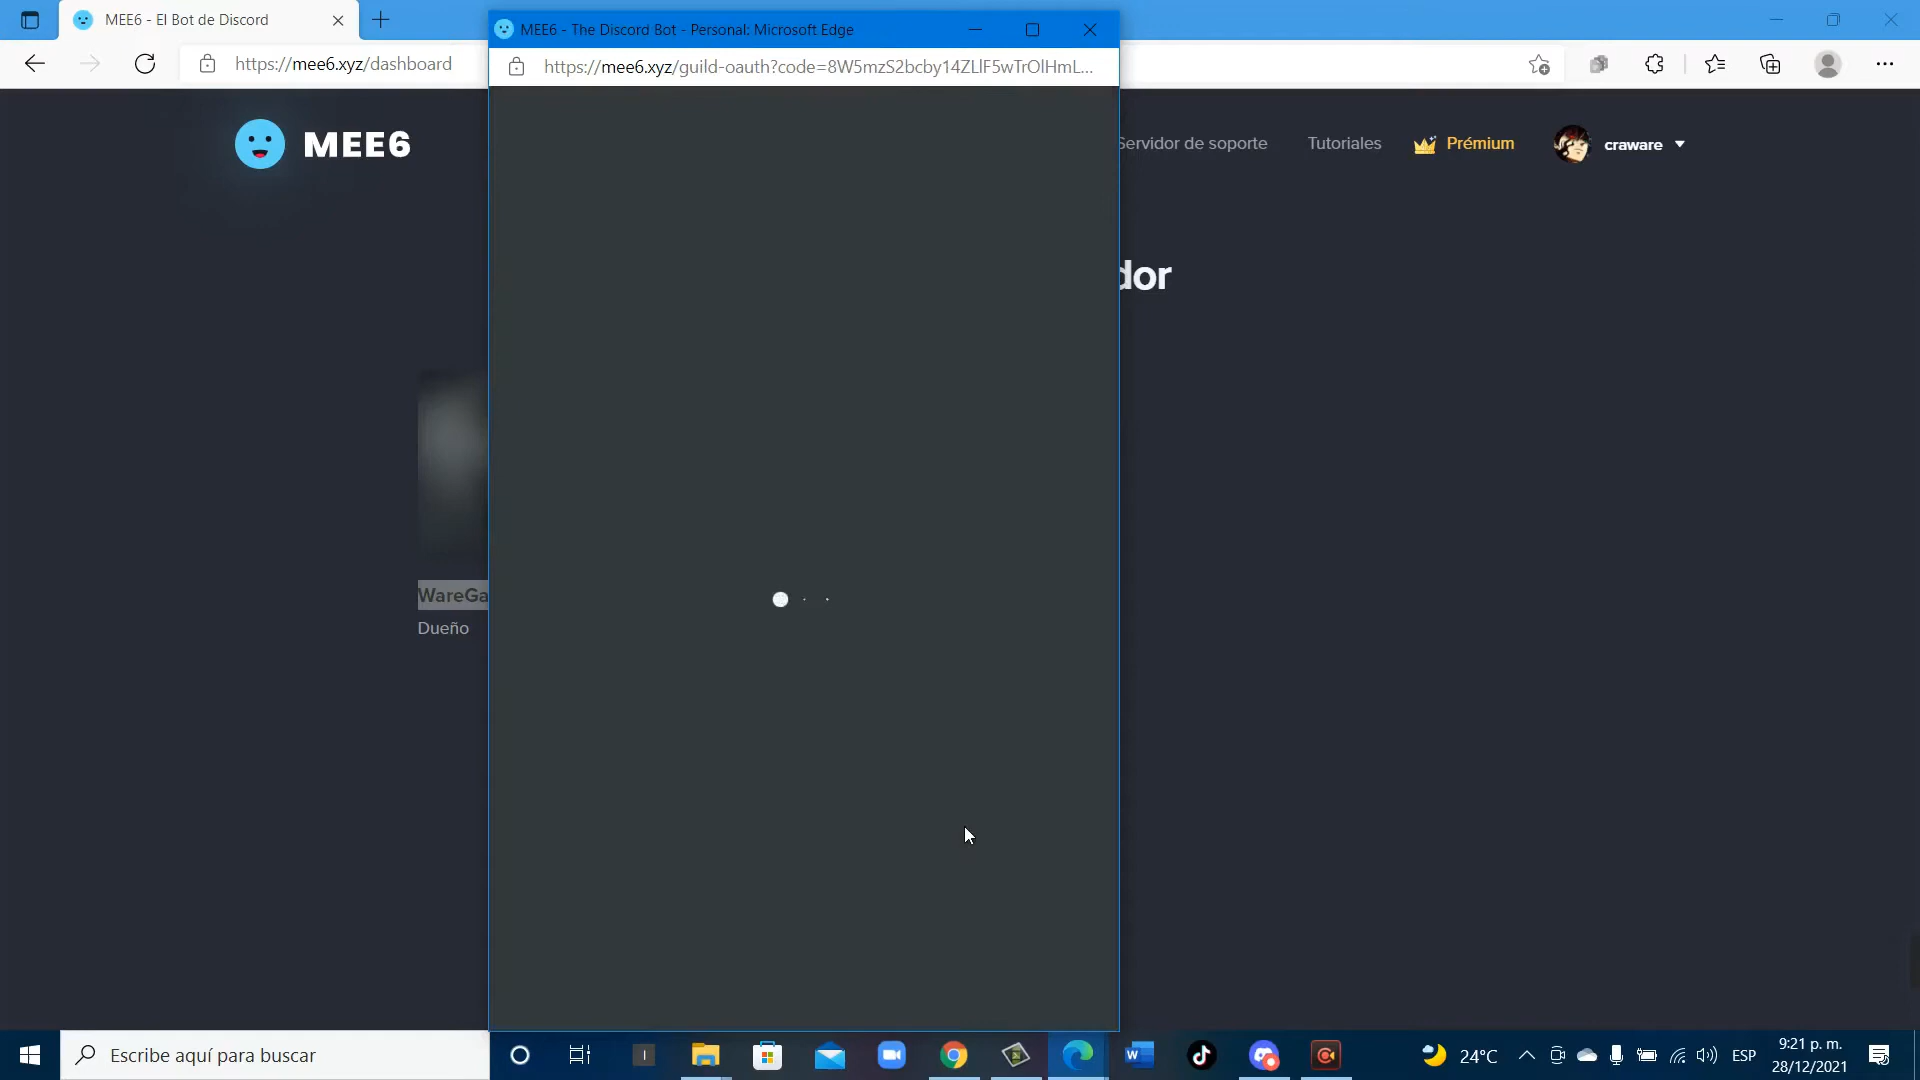 MEE6 - El Bot de Discord
MEE6 - The Discord Bot - Personal: Microsoft Edge
https://mee6.xyz/dashboard
https://mee6.xyz/guild-oauth?code=8W5mzS2bcby14ZLlF5wTrOlHmL...
MEE6
Servidor de soporte
Tutoriales
Prémium
craware
dor
WareGa
Dueño
Escribe aquí para buscar
24°C
ESP
9:21 p. m.
28/12/2021